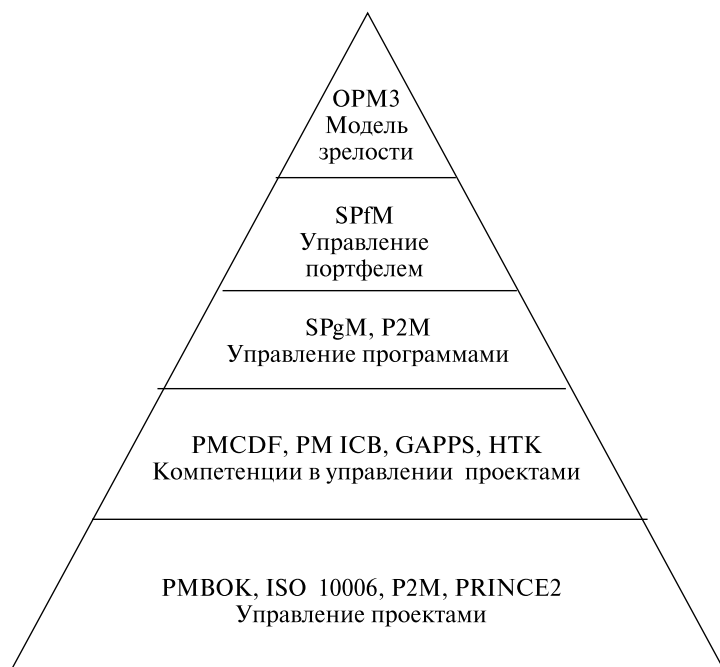 OPM3
Модель
зрелости
SPfM
Управление
портфелем
SPgM, P2M
Управление программами
PMCDF, PM ICB, GAPPS, НТК
Компетенции в управлении проектами
PMBOK, ISO 10006, P2M, PRINCE2
Управление проектами